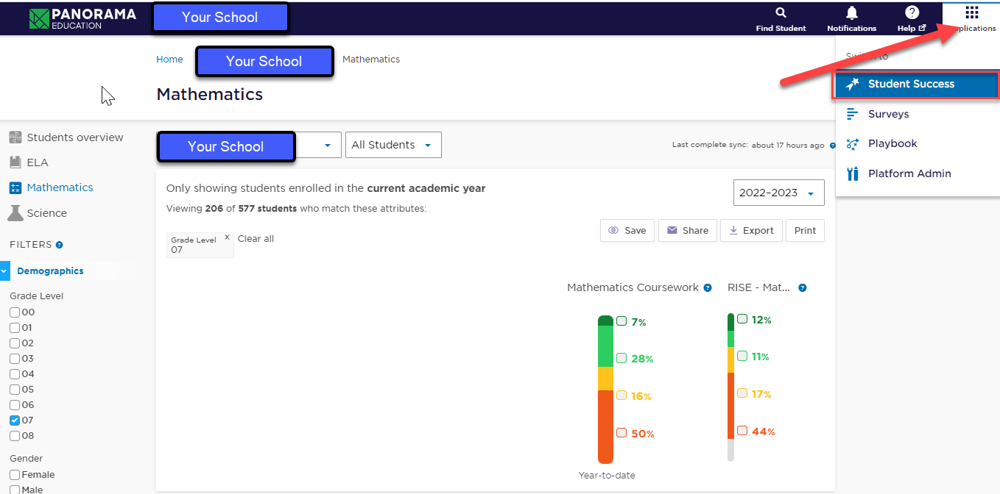 PANORAMA
EDUCATION
Your School
Find Student
Notifications
Help
plications
Home
Your School
Mathematics
Mathematics
Switch to
Student Success
Surveys
Playbook
Platform Admin
Students overview
ELA
Mathematics
Science
FILTERS
Demographics
Grade Level
00
01
02
03
04
05
06
07
08
Gender
Female
Male
Your School
All Students
Last complete sync: about 17 hours ago
Only showing students enrolled in the current academic year
2022–2023
Viewing 206 of 577 students who match these attributes:
Save
Share
Export
Print
Grade Level X
07
Clear all
Mathematics Coursework
7%
28%
16%
50%
Year-to-date
RISE - Mat...
12%
11%
17%
44%